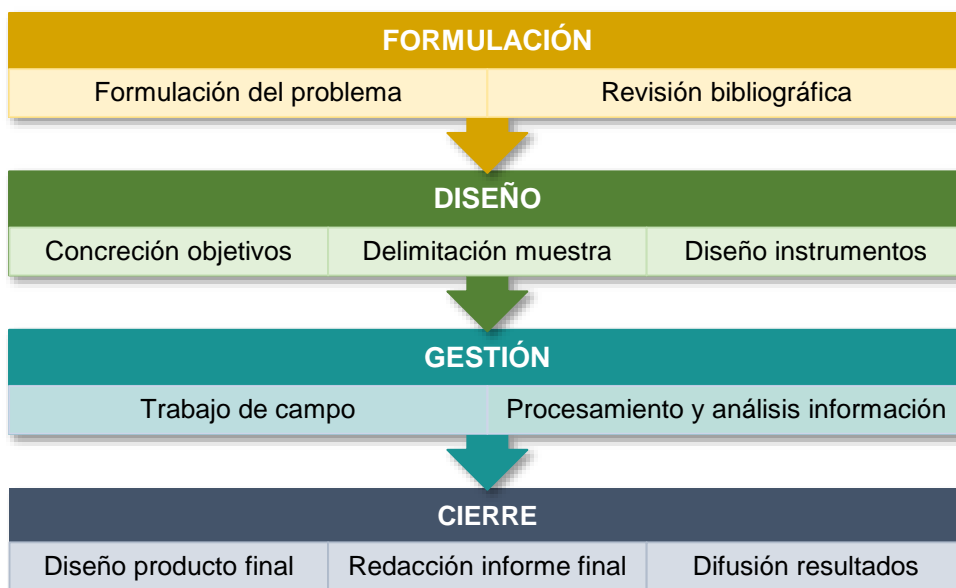 FORMULACIÓN
Formulación del problema
Revisión bibliográfica
DISEÑO
Concreción objetivos
Delimitación muestra
Diseño instrumentos
GESTIÓN
Trabajo de campo
Procesamiento y análisis información
CIERRE
Diseño producto final
Redacción informe final
Difusión resultados